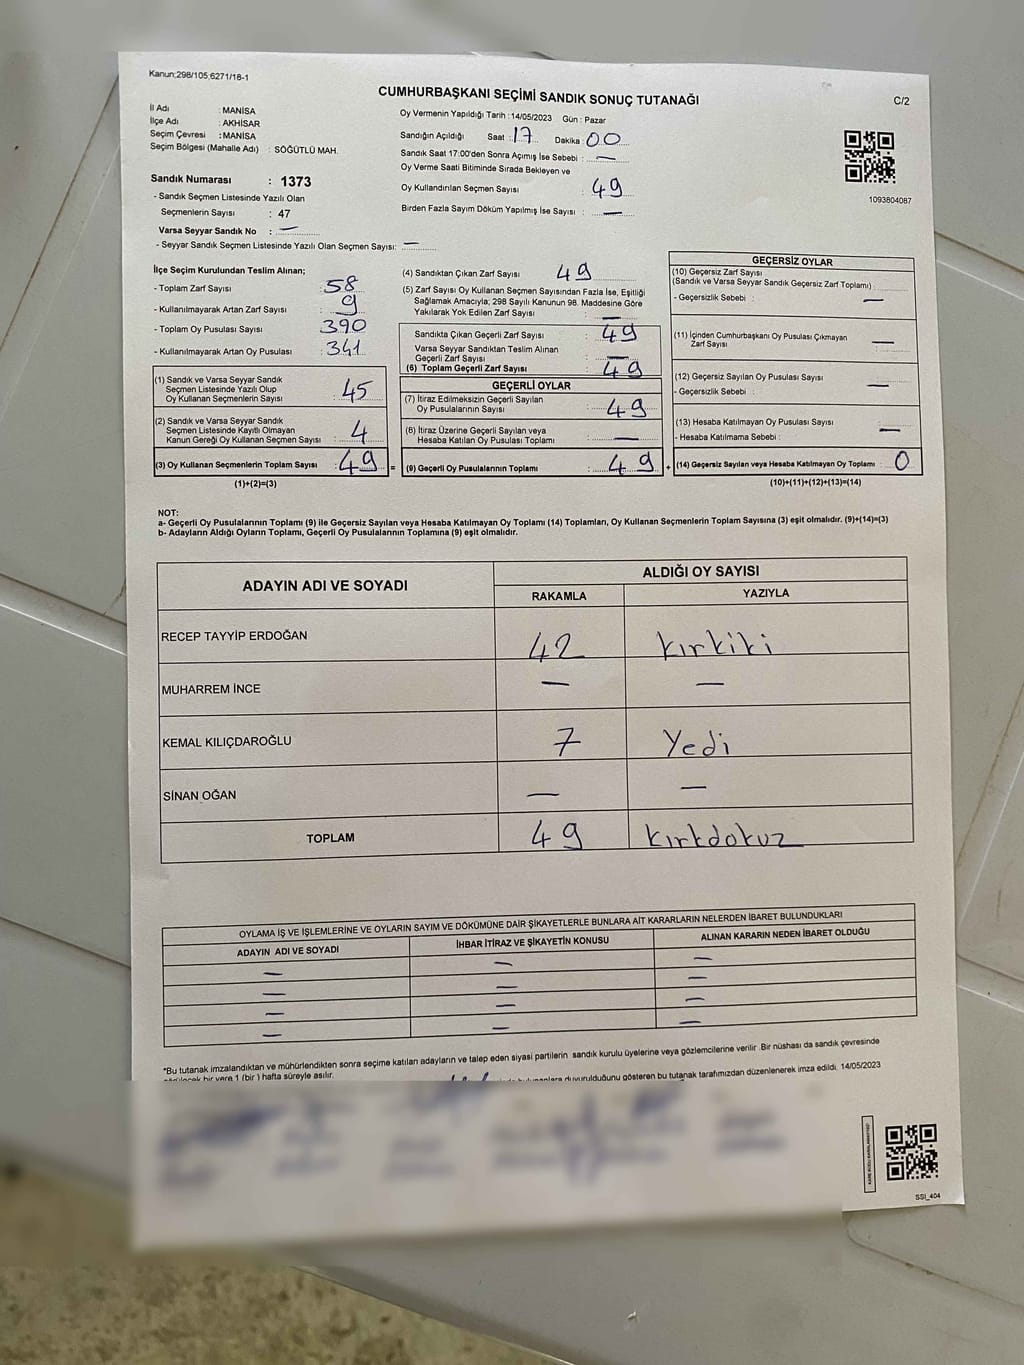 Kanun:298/105;6271/18-1
CUMHURBAŞKANI SEÇİMİ SANDIK SONUÇ TUTANAĞI
C/2
İl Adı : MANİSA
İlçe Adı : AKHİSAR
Seçim Çevresi : MANİSA
Seçim Bölgesi (Mahalle Adı) : SÖĞÜTLÜ MAH.
Sandık Numarası : 1373
- Sandık Seçmen Listesinde Yazılı Olan
Seçmenlerin Sayısı : 47
Varsa Seyyar Sandık No : —
- Seyyar Sandık Seçmen Listesinde Yazılı Olan Seçmen Sayısı: —
Oy Vermenin Yapıldığı Tarih : 14/05/2023 Gün : Pazar
Sandığın Açıldığı Saat : 17 Dakika : 00
Sandık Saat 17:00'den Sonra Açımış İse Sebebi : —
Oy Verme Saati Bitiminde Sırada Bekleyen ve
Oy Kullandırılan Seçmen Sayısı : 49
Birden Fazla Sayım Döküm Yapılmış İse Sayısı : —
1093804087
İlçe Seçim Kurulundan Teslim Alınan;
- Toplam Zarf Sayısı : 58
- Kullanılmayarak Artan Zarf Sayısı : 9
- Toplam Oy Pusulası Sayısı : 390
- Kullanılmayarak Artan Oy Pusulası : 341
(1) Sandık ve Varsa Seyyar Sandık
Seçmen Listesinde Yazılı Olup
Oy Kullanan Seçmenlerin Sayısı : 45
(2) Sandık ve Varsa Seyyar Sandık
Seçmen Listesinde Kayıtlı Olmayan
Kanun Gereği Oy Kullanan Seçmen Sayısı : 4
(3) Oy Kullanan Seçmenlerin Toplam Sayısı : 49 =
(1)+(2)=(3)
(4) Sandıktan Çıkan Zarf Sayısı : 49
(5) Zarf Sayısı Oy Kullanan Seçmen Sayısından Fazla İse, Eşitliği
Sağlamak Amacıyla; 298 Sayılı Kanunun 98. Maddesine Göre
Yakılarak Yok Edilen Zarf Sayısı : —
Sandıkta Çıkan Geçerli Zarf Sayısı : 49
Varsa Seyyar Sandıktan Teslim Alınan
Geçerli Zarf Sayısı : —
(6) Toplam Geçerli Zarf Sayısı : 49
GEÇERLİ OYLAR
(7) İtiraz Edilmeksizin Geçerli Sayılan
Oy Pusulalarının Sayısı : 49
(8) İtiraz Üzerine Geçerli Sayılan veya
Hesaba Katılan Oy Pusulası Toplamı : —
(9) Geçerli Oy Pusulalarının Toplamı : 49 +
GEÇERSİZ OYLAR
(10) Geçersiz Zarf Sayısı
(Sandık ve Varsa Seyyar Sandık Geçersiz Zarf Toplamı) :
- Geçersizlik Sebebi : —
(11) İçinden Cumhurbaşkanı Oy Pusulası Çıkmayan
Zarf Sayısı : —
(12) Geçersiz Sayılan Oy Pusulası Sayısı : —
- Geçersizlik Sebebi :
(13) Hesaba Katılmayan Oy Pusulası Sayısı : —
- Hesaba Katılmama Sebebi :
(14) Geçersiz Sayılan veya Hesaba Katılmayan Oy Toplamı : 0
(10)+(11)+(12)+(13)=(14)
NOT:
a- Geçerli Oy Pusulalarının Toplamı (9) ile Geçersiz Sayılan veya Hesaba Katılmayan Oy Toplamı (14) Toplamları, Oy Kullanan Seçmenlerin Toplam Sayısına (3) eşit olmalıdır. (9)+(14)=(3)
b- Adayların Aldığı Oyların Toplamı, Geçerli Oy Pusulalarının Toplamına (9) eşit olmalıdır.
ADAYIN ADI VE SOYADI
ALDIĞI OY SAYISI
RAKAMLA YAZIYLA
RECEP TAYYİP ERDOĞAN 42 Kırkiki
MUHARREM İNCE — —
KEMAL KILIÇDAROĞLU 7 Yedi
SİNAN OĞAN — —
TOPLAM 49 Kırkdokuz
OYLAMA İŞ VE İŞLEMLERİNE VE OYLARIN SAYIM VE DÖKÜMÜNE DAİR ŞİKAYETLERLE BUNLARA AİT KARARLARIN NELERDEN İBARET BULUNDUKLARI
ADAYIN ADI VE SOYADI İHBAR İTİRAZ VE ŞİKAYETİN KONUSU ALINAN KARARIN NEDEN İBARET OLDUĞU
— — —
— — —
— — —
— — —
*Bu tutanak imzalandıktan ve mühürlendikten sonra seçime katılan adayların ve talep eden siyasi partilerin sandık kurulu üyelerine veya gözlemcilerine verilir .Bir nüshası da sandık çevresinde
görülecek bir yere 1 (bir ) hafta süreyle asılır.
duyurulduğunu gösteren bu tutanak tarafımızdan düzenlenerek imza edildi. 14/05/2023
SSI_404